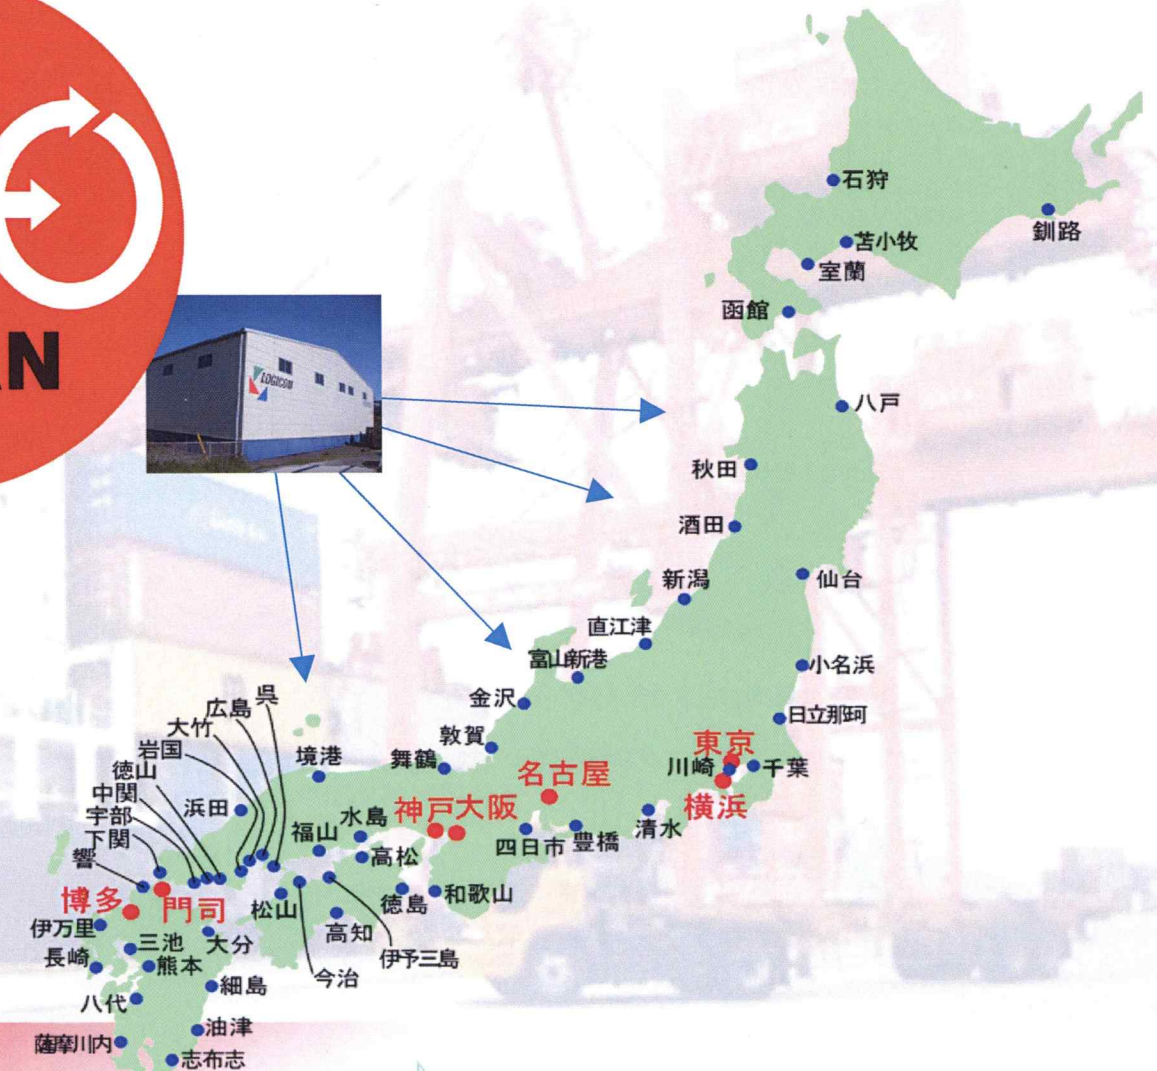 AN
LOGICOM
石狩
釧路
苫小牧
室蘭
函館
八戸
秋田
酒田
新潟
仙台
直江津
富山新港
小名浜
金沢
日立那珂
敦賀
東京
川崎
千葉
横浜
舞鶴
名古屋
清水
豊橋
四日市
神戸
大阪
境港
呉
広島
大竹
岩国
徳山
中関
宇部
下関
響
浜田
水島
福山
高松
徳島
和歌山
博多
門司
松山
高知
伊予三島
今治
伊万里
三池
大分
長崎
熊本
細島
八代
油津
薩摩川内
志布志